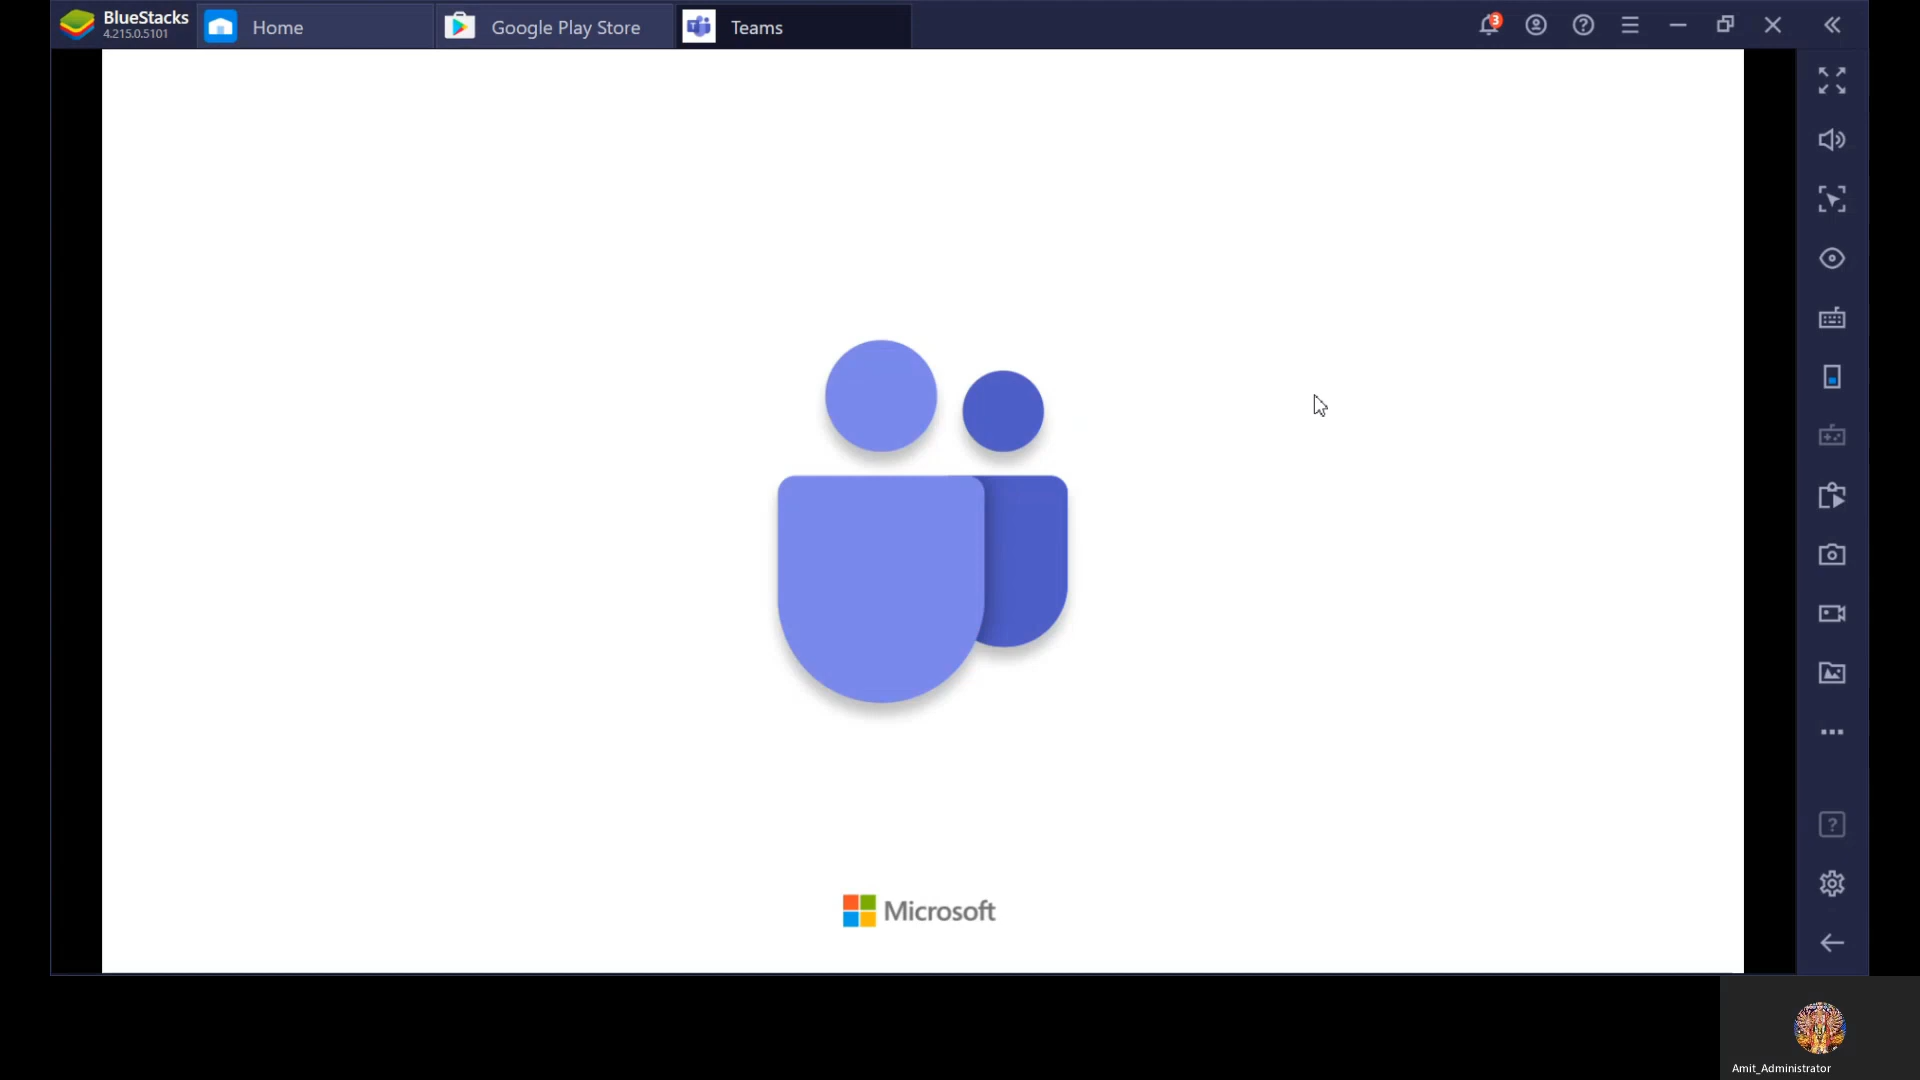 BlueStacks
4.215.0.5101
Home
Google Play Store
Teams
3
Microsoft
Amit_Administrator